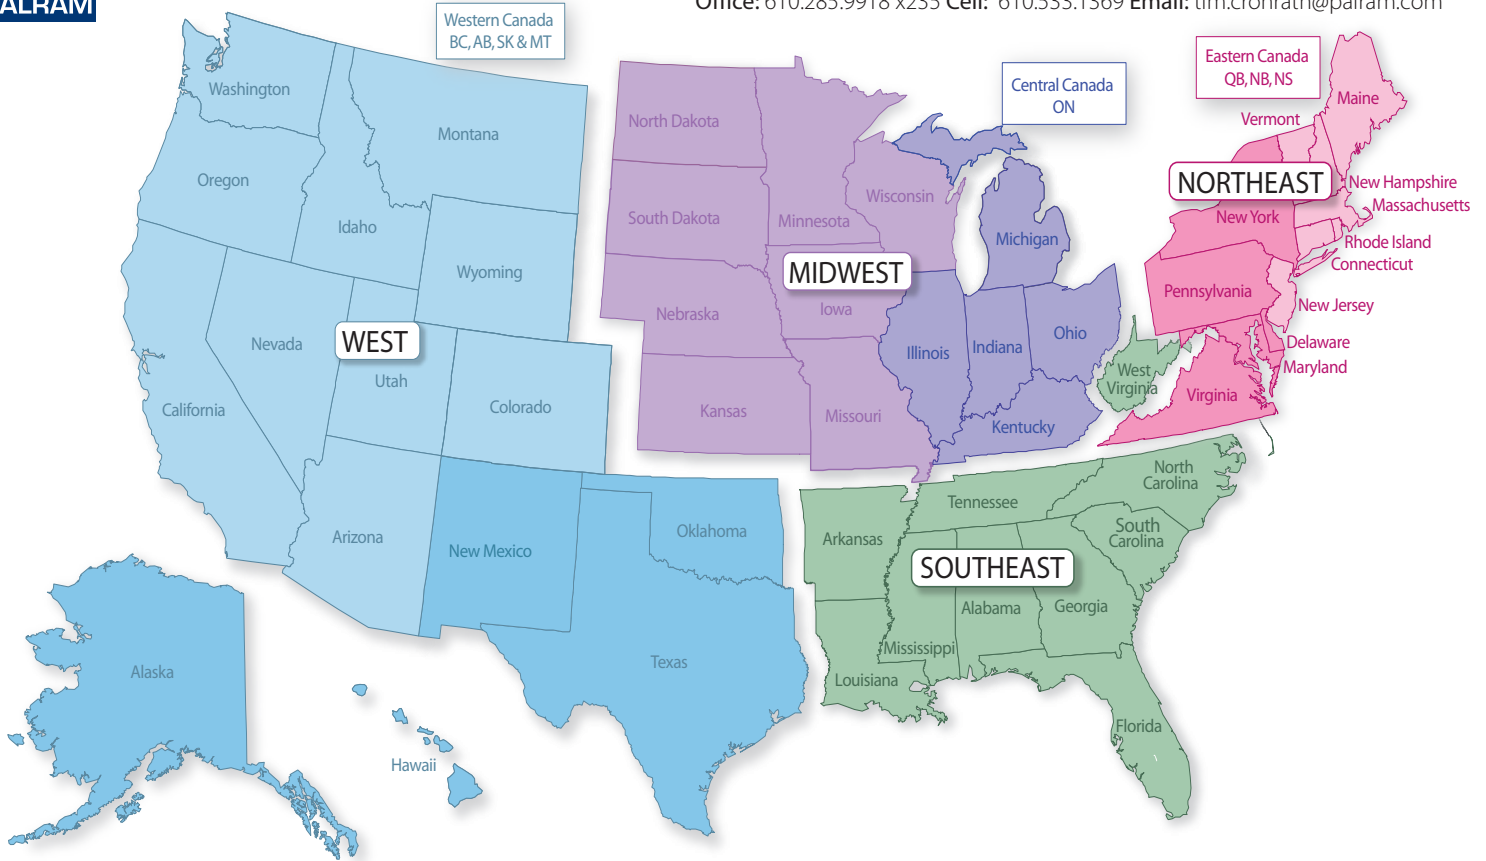 Office: 610.285.9918 x235 Cell: 610.533.1369 Email: tim.cronrath@palram.com
Western Canada
BC, AB, SK & MT
Eastern Canada
QB, NB, NS
Central Canada
ON
Washington
Montana
Oregon
Idaho
Wyoming
Nevada
WEST
Utah
California
Colorado
Arizona
New Mexico
Oklahoma
Texas
Alaska
Hawaii
North Dakota
South Dakota
Minnesota
Wisconsin
MIDWEST
Nebraska
Iowa
Kansas
Missouri
Michigan
Illinois
Indiana
Ohio
Kentucky
Maine
Vermont
NORTHEAST
New Hampshire
Massachusetts
New York
Rhode Island
Connecticut
Pennsylvania
New Jersey
Delaware
Maryland
West
Virginia
Virginia
North
Carolina
Tennessee
South
Carolina
Arkansas
SOUTHEAST
Alabama
Georgia
Mississippi
Louisiana
Florida